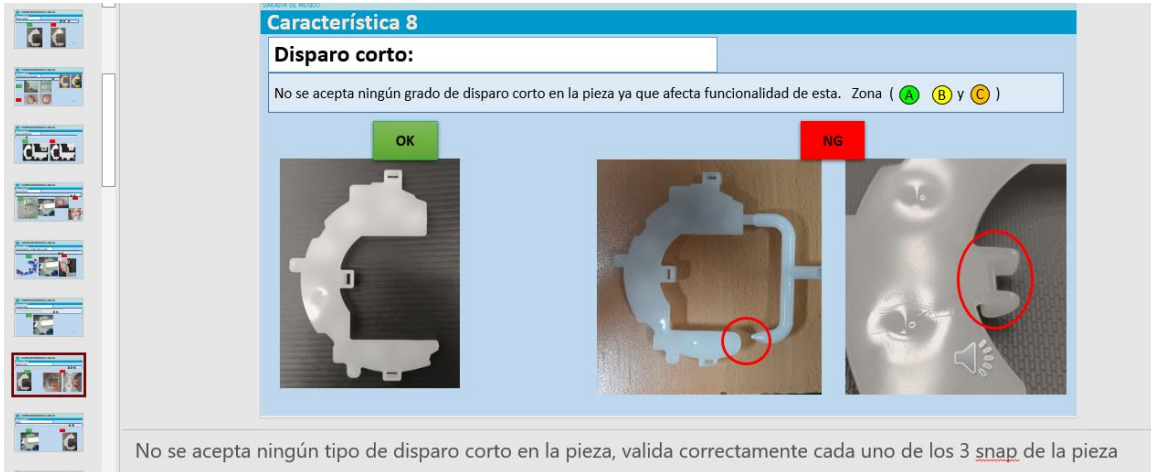 Característica 8
Disparo corto:
No se acepta ningún grado de disparo corto en la pieza ya que afecta funcionalidad de esta. Zona ( A B y C )
OK
NG
No se acepta ningún tipo de disparo corto en la pieza, valida correctamente cada uno de los 3 snap de la pieza